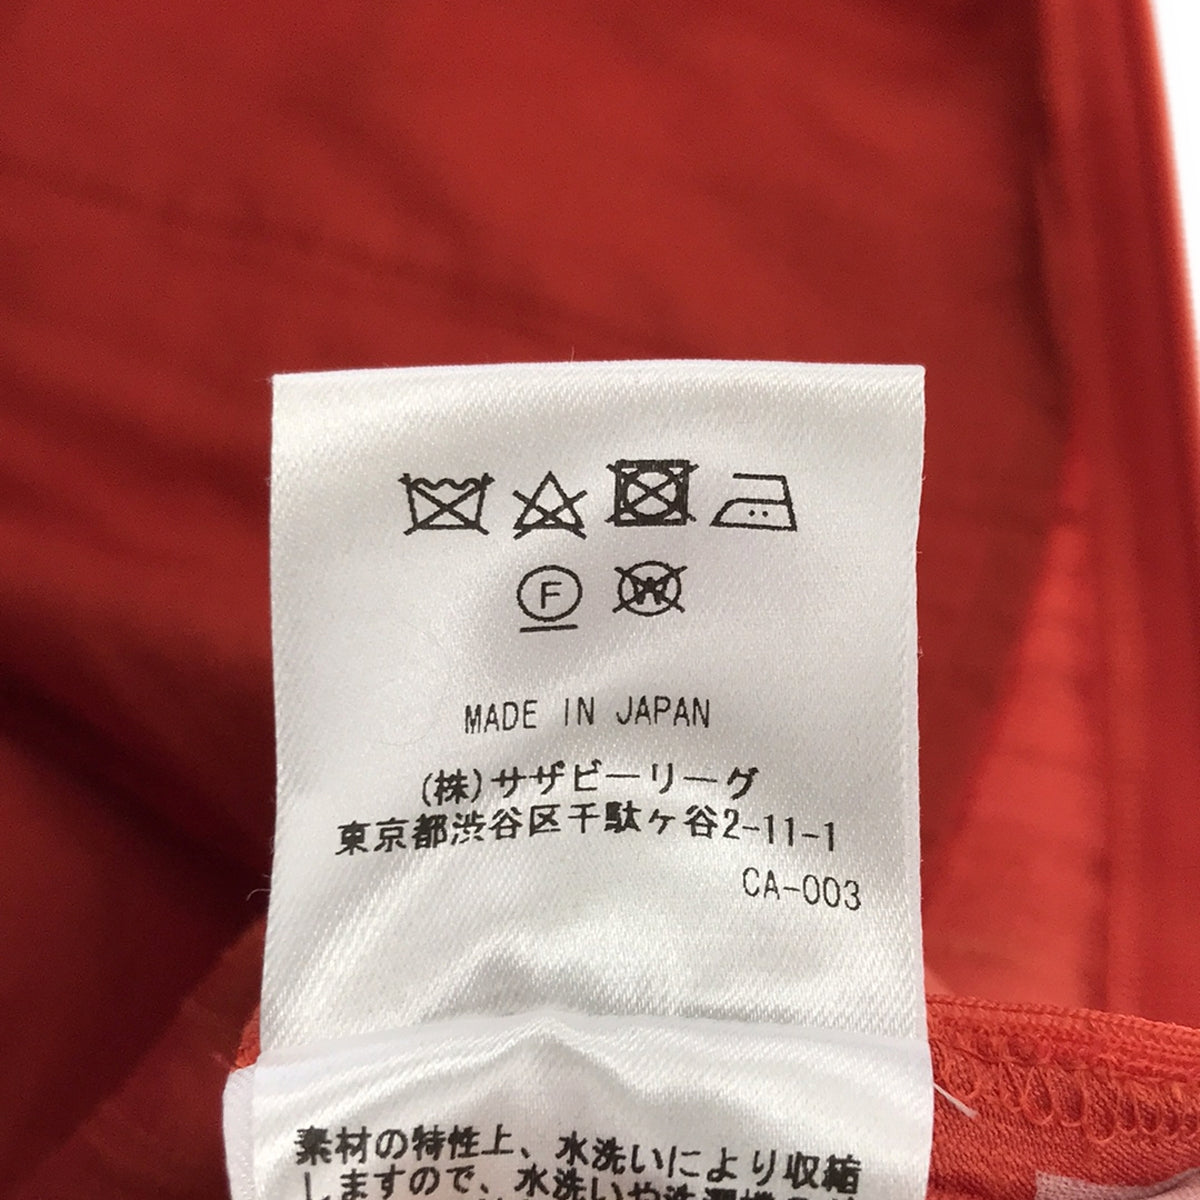 F W
MADE IN JAPAN
(株)サザビーリーグ
東京都渋谷区千駄ヶ谷2-11-1
CA-003
素材の特性上、水洗いにより収縮
しますので、水洗いや洗濯機